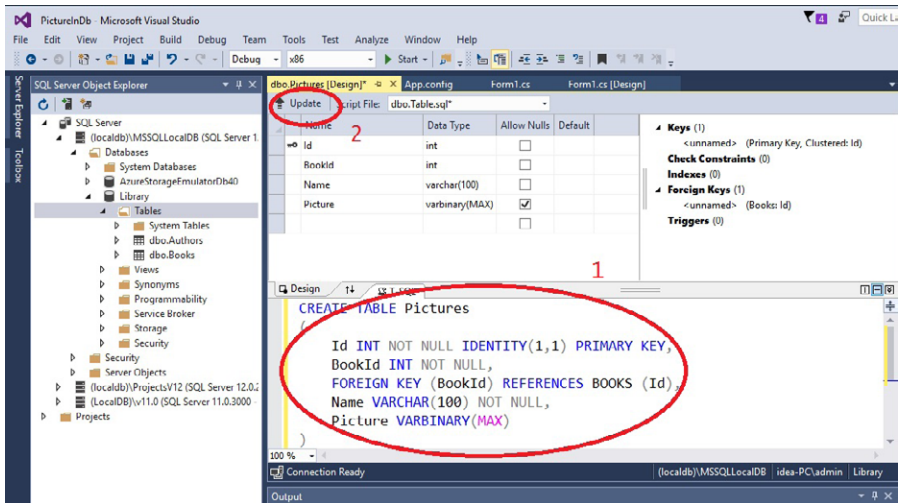 PictureInDb - Microsoft Visual Studio
4
Quick La
File Edit View Project Build Debug Team Tools Test Analyze Window Help
Debug x86 Start
Server Explorer
Toolbox
SQL Server Object Explorer
SQL Server
(localdb)\MSSQLLocalDB (SQL Server 1
Databases
System Databases
AzureStorageEmulatorDb40
Library
Tables
System Tables
dbo.Authors
dbo.Books
Views
Synonyms
Programmability
Service Broker
Storage
Security
Security
Server Objects
(localdb)\ProjectsV12 (SQL Server 12.0.2
(LocalDB)\v11.0 (SQL Server 11.0.3000 -
Projects
dbo.Pictures [Design]* App.config Form1.cs Form1.cs [Design]
Update Script File: dbo.Table.sql*
2
Name Data Type Allow Nulls Default
Id int
BookId int
Name varchar(100)
Picture varbinary(MAX)
Keys (1)
<unnamed> (Primary Key, Clustered: Id)
Check Constraints (0)
Indexes (0)
Foreign Keys (1)
<unnamed> (Books: Id)
Triggers (0)
1
Design T-SQL
CREATE TABLE Pictures
(
Id INT NOT NULL IDENTITY(1,1) PRIMARY KEY,
BookId INT NOT NULL,
FOREIGN KEY (BookId) REFERENCES BOOKS (Id),
Name VARCHAR(100) NOT NULL,
Picture VARBINARY(MAX)
)
100 %
Connection Ready (localdb)\MSSQLLocalDB idea-PC\admin Library
Output